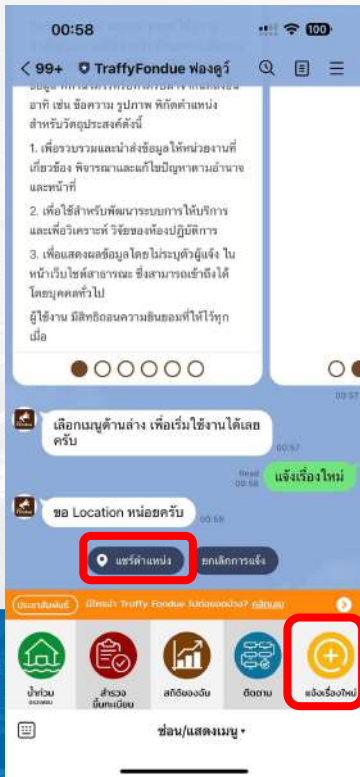 00:58
100
99+ TraffyFondue ฟองดูว์
อาทิ เช่น ข้อความ รูปภาพ พิกัดตำแหน่ง
สำหรับวัตถุประสงค์ดังนี้
1. เพื่อรวบรวมและนำส่งข้อมูลให้หน่วยงานที่
เกี่ยวข้อง พิจารณาและแก้ไขปัญหาตามอำนาจ
และหน้าที่
2. เพื่อใช้สำหรับพัฒนาระบบการให้บริการ
และเพื่อวิเคราะห์ วิจัยของห้องปฏิบัติการ
3. เพื่อแสดงผลข้อมูลโดยไม่ระบุตัวผู้แจ้ง ใน
หน้าเว็บไซต์สาธารณะ ซึ่งสามารถเข้าถึงได้
โดยบุคคลทั่วไป
ผู้ใช้งาน มีสิทธิถอนความยินยอมที่ให้ไว้ทุก
เมื่อ
00:57
เลือกเมนูด้านล่าง เพื่อเริ่มใช้งานได้เลย
ครับ
00:57
Read
00:58
แจ้งเรื่องใหม่
ขอ Location หน่อยครับ
00:58
แชร์ตำแหน่ง
ยกเลิกการแจ้ง
ประชาสัมพันธ์
น้ำท่วม
สำรวจ
ขึ้นทะเบียน
สถิติของฉัน
ติดตาม
แจ้งเรื่องใหม่
ซ่อน/แสดงเมนู